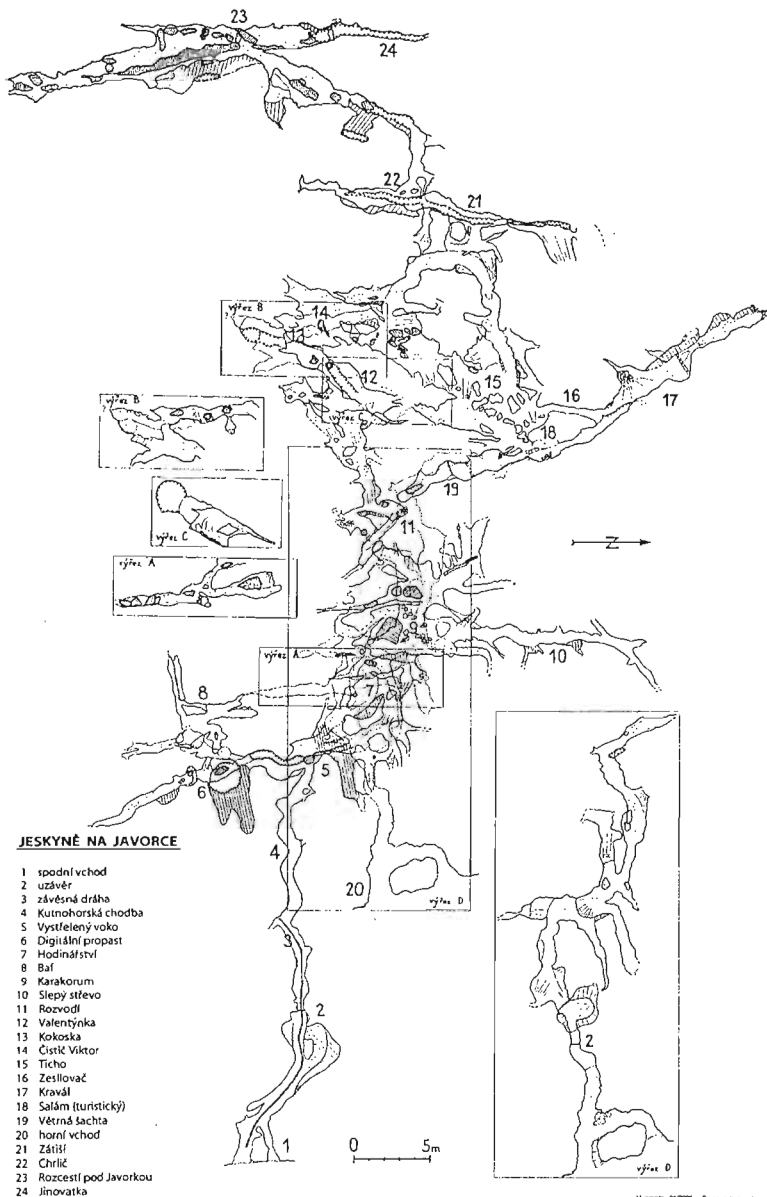 23
24
22
21
výřez B
?
14
13
12
15
16
17
výřez B
?
výřez C
18
19
výřez C
11
Z
výřez A
9
10
výřez A
7
8
5
6
4
JESKYNĚ NA JAVORCE
1 spodní vchod
2 uzávěr
3 závěsná dráha
4 Kutnohorská chodba
5 Vystřelený voko
6 Digitální propast
7 Hodinářství
8 Bař
9 Karakorum
10 Slepý střevo
11 Rozvodí
12 Valentýnka
13 Kokoska
14 Čistič Viktor
15 Ticho
16 Zesilovač
17 Kravál
18 Salám (turistický)
19 Větrná šachta
20 horní vchod
21 Zátiší
22 Chrlič
23 Rozcestí pod Javorkou
24 Jinovatka
20
výřez D
3
2
2
1
0 5m
výřez D